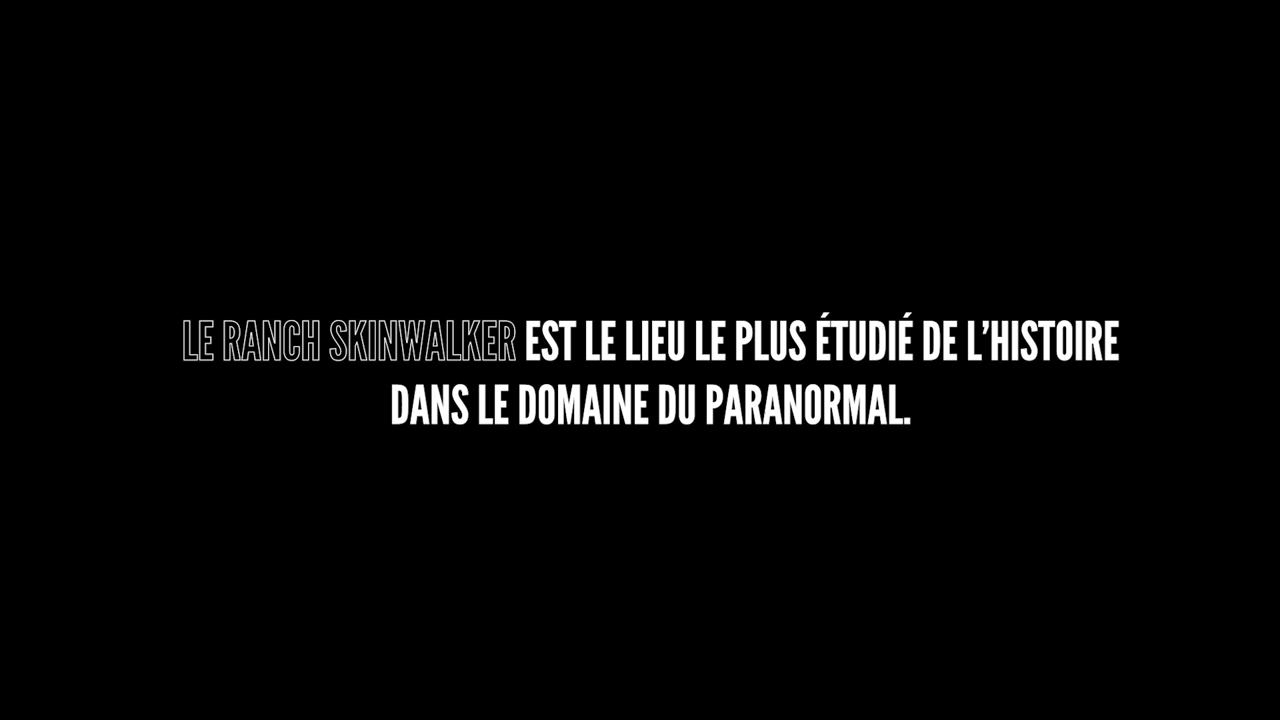 LE RANCH SKINWALKER EST LE LIEU LE PLUS ÉTUDIÉ DE L’HISTOIRE
DANS LE DOMAINE DU PARANORMAL.